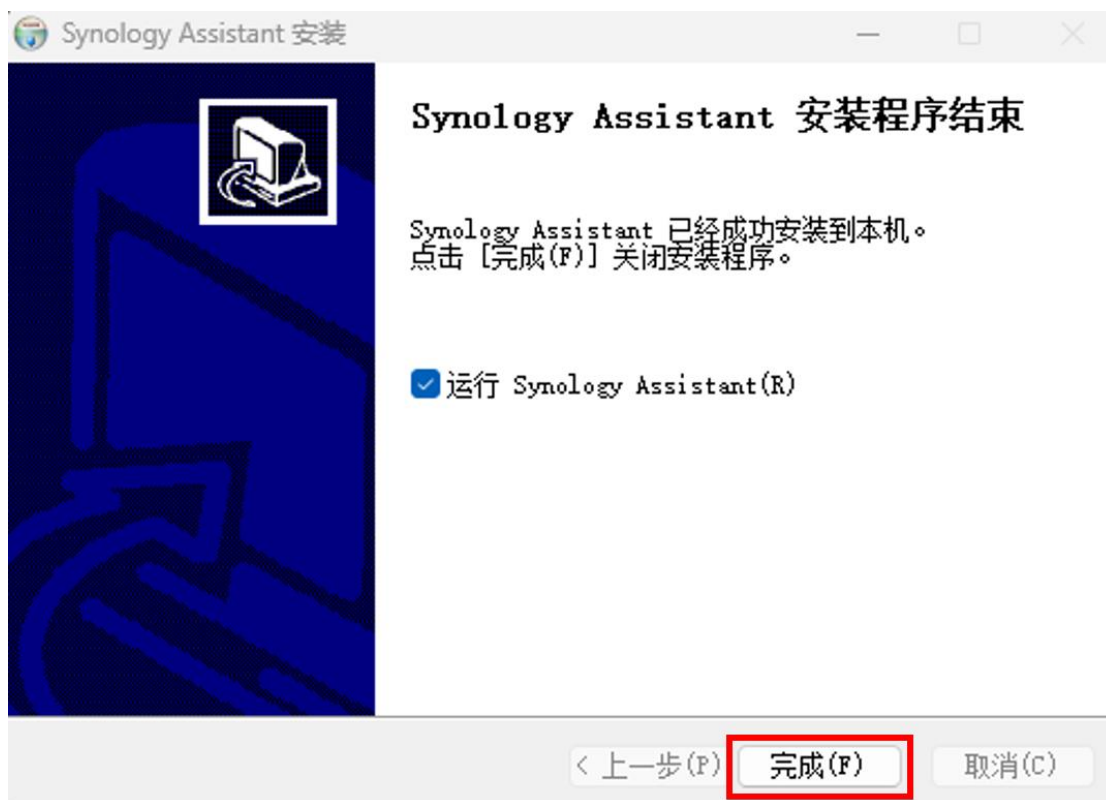 Synology Assistant 安装
Synology Assistant 安装程序结束
Synology Assistant 已经成功安装到本机。
点击 [完成(F)] 关闭安装程序。
运行 Synology Assistant(R)
< 上一步(P)
完成(F)
取消(C)